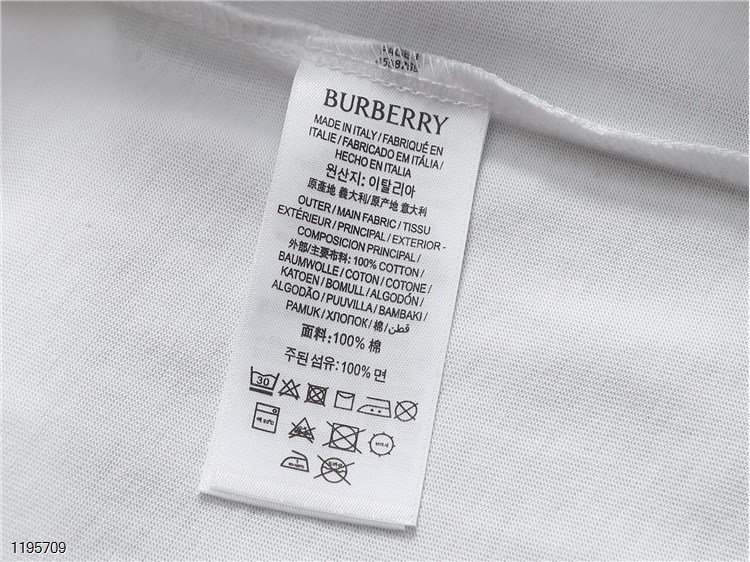 BURBERRY
MADE IN ITALY / FABRIQUÉ EN
ITALIE / FABRICADO EM ITÁLIA /
HECHO EN ITALIA
원산지: 이탈리아
原產地 義大利/原产地 意大利
OUTER / MAIN FABRIC / TISSU
EXTÉRIEUR / PRINCIPAL / EXTERIOR -
COMPOSICION PRINCIPAL /
外部/主要布料: 100% COTTON /
BAUMWOLLE / COTON / COTONE /
KATOEN / BOMULL / ALGODÓN /
ALGODÃO / PUUVILLA / BAMBAKI /
PAMUK / ХЛОПОК / 棉 / قطن
面料: 100% 棉
주된 섬유: 100% 면
30
1195709